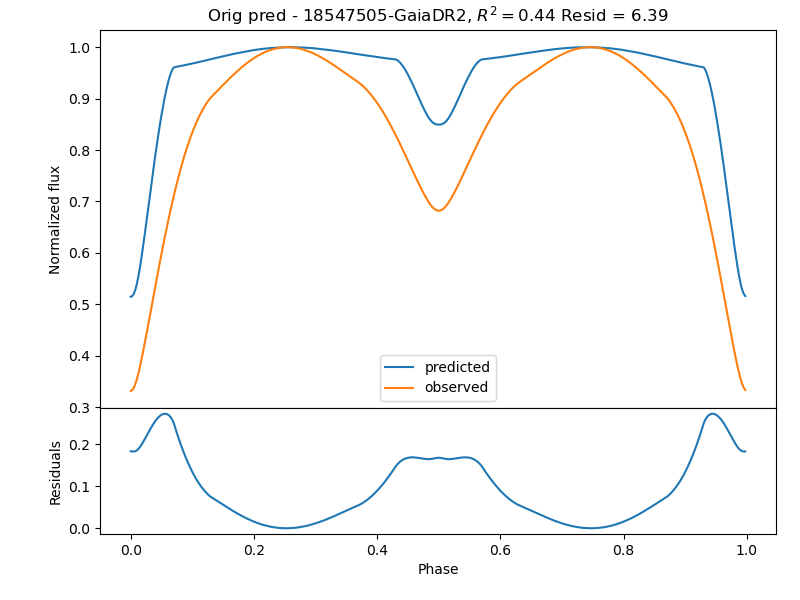 Orig pred - 18547505-GaiaDR2, R² = 0.44 Resid = 6.39
Normalized flux
1.0
0.9
0.8
0.7
0.6
0.5
0.4
0.3
predicted
observed
Residuals
0.2
0.1
0.0
0.0 0.2 0.4 0.6 0.8 1.0
Phase